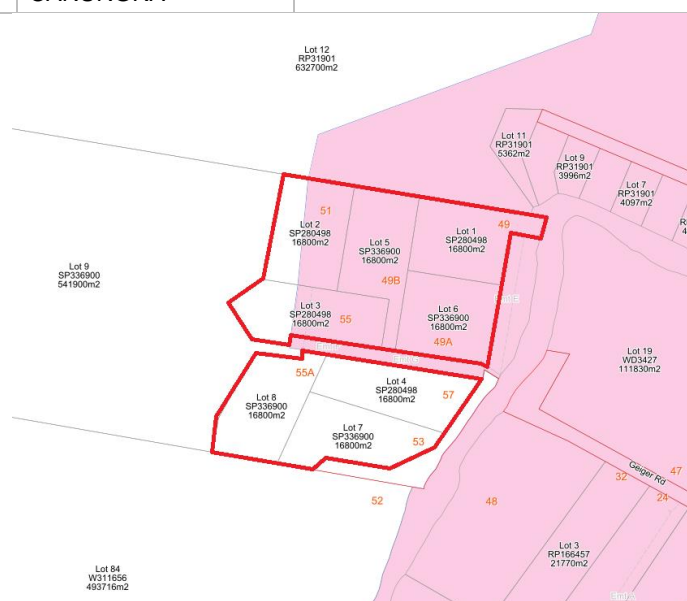 Lot 12
RP31901
632700m2
Lot 11
RP31901
5362m2
Lot 9
RP31901
3996m2
Lot 7
RP31901
4097m2
51
Lot 2
SP280498
16800m2
Lot 5
SP336900
16800m2
49B
Lot 1
SP280498
16800m2
49
Lot 9
SP336900
541900m2
Lot 3
SP280498
16800m2
55
Lot 6
SP336900
16800m2
49A
Emt E
Lot 19
WD3427
111830m2
55A
Lot 8
SP336900
16800m2
Lot 4
SP280498
16800m2
57
Lot 7
SP336900
16800m2
53
Geiger Rd
47
32
24
52
48
Lot 3
RP166457
21770m2
Lot 84
W311656
493716m2